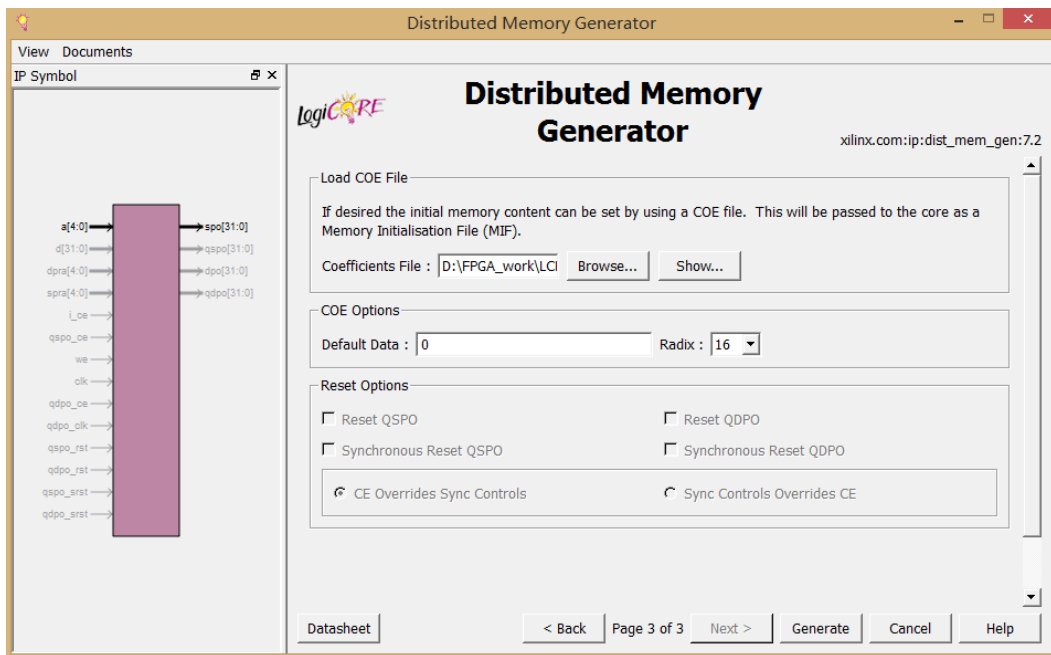 Distributed Memory Generator
View Documents
IP Symbol
a[4:0]
d[31:0]
dpra[4:0]
spra[4:0]
i_ce
qspo_ce
we
clk
qdpo_ce
qdpo_clk
qspo_rst
qdpo_rst
qspo_srst
qdpo_srst
spo[31:0]
qspo[31:0]
dpo[31:0]
qdpo[31:0]
LogiCORE
Distributed Memory
Generator
xilinx.com:ip:dist_mem_gen:7.2
Load COE File
If desired the initial memory content can be set by using a COE file. This will be passed to the core as a
Memory Initialisation File (MIF).
Coefficients File : D:\FPGA_work\LCI Browse... Show...
COE Options
Default Data : 0 Radix : 16
Reset Options
Reset QSPO Reset QDPO
Synchronous Reset QSPO Synchronous Reset QDPO
CE Overrides Sync Controls Sync Controls Overrides CE
Datasheet < Back Page 3 of 3 Next > Generate Cancel Help